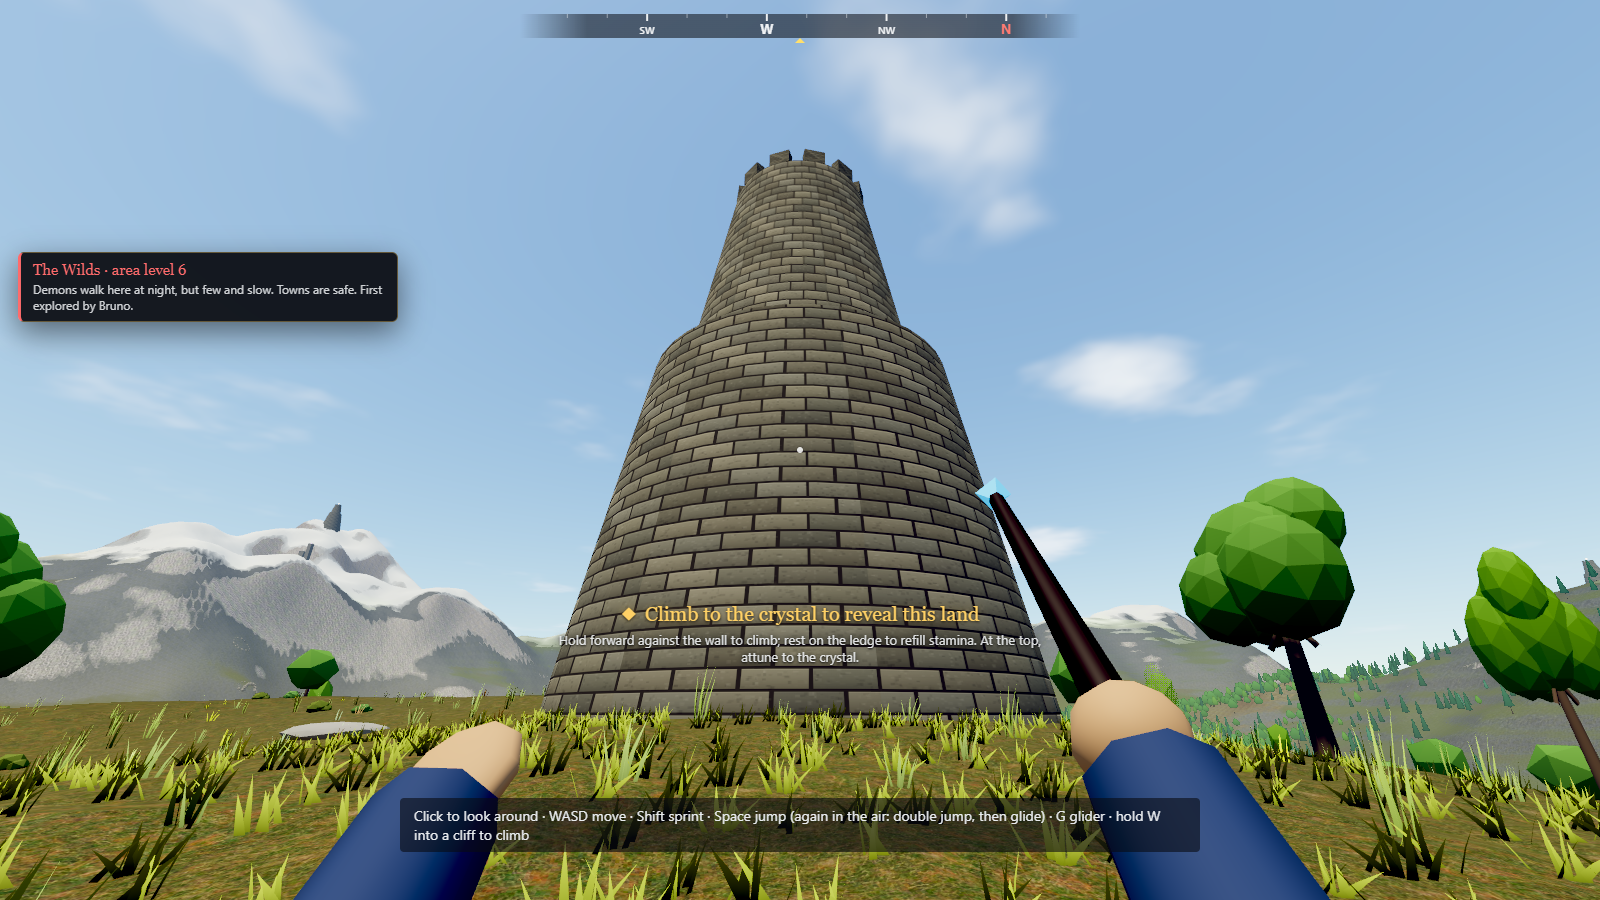 SW W NW N
The Wilds · area level 6
Demons walk here at night, but few and slow. Towns are safe. First
explored by Bruno.
Climb to the crystal to reveal this land
Hold forward against the wall to climb; rest on the ledge to refill stamina. At the top,
attune to the crystal.
Click to look around · WASD move · Shift sprint · Space jump (again in the air: double jump, then glide) · G glider · hold W
into a cliff to climb